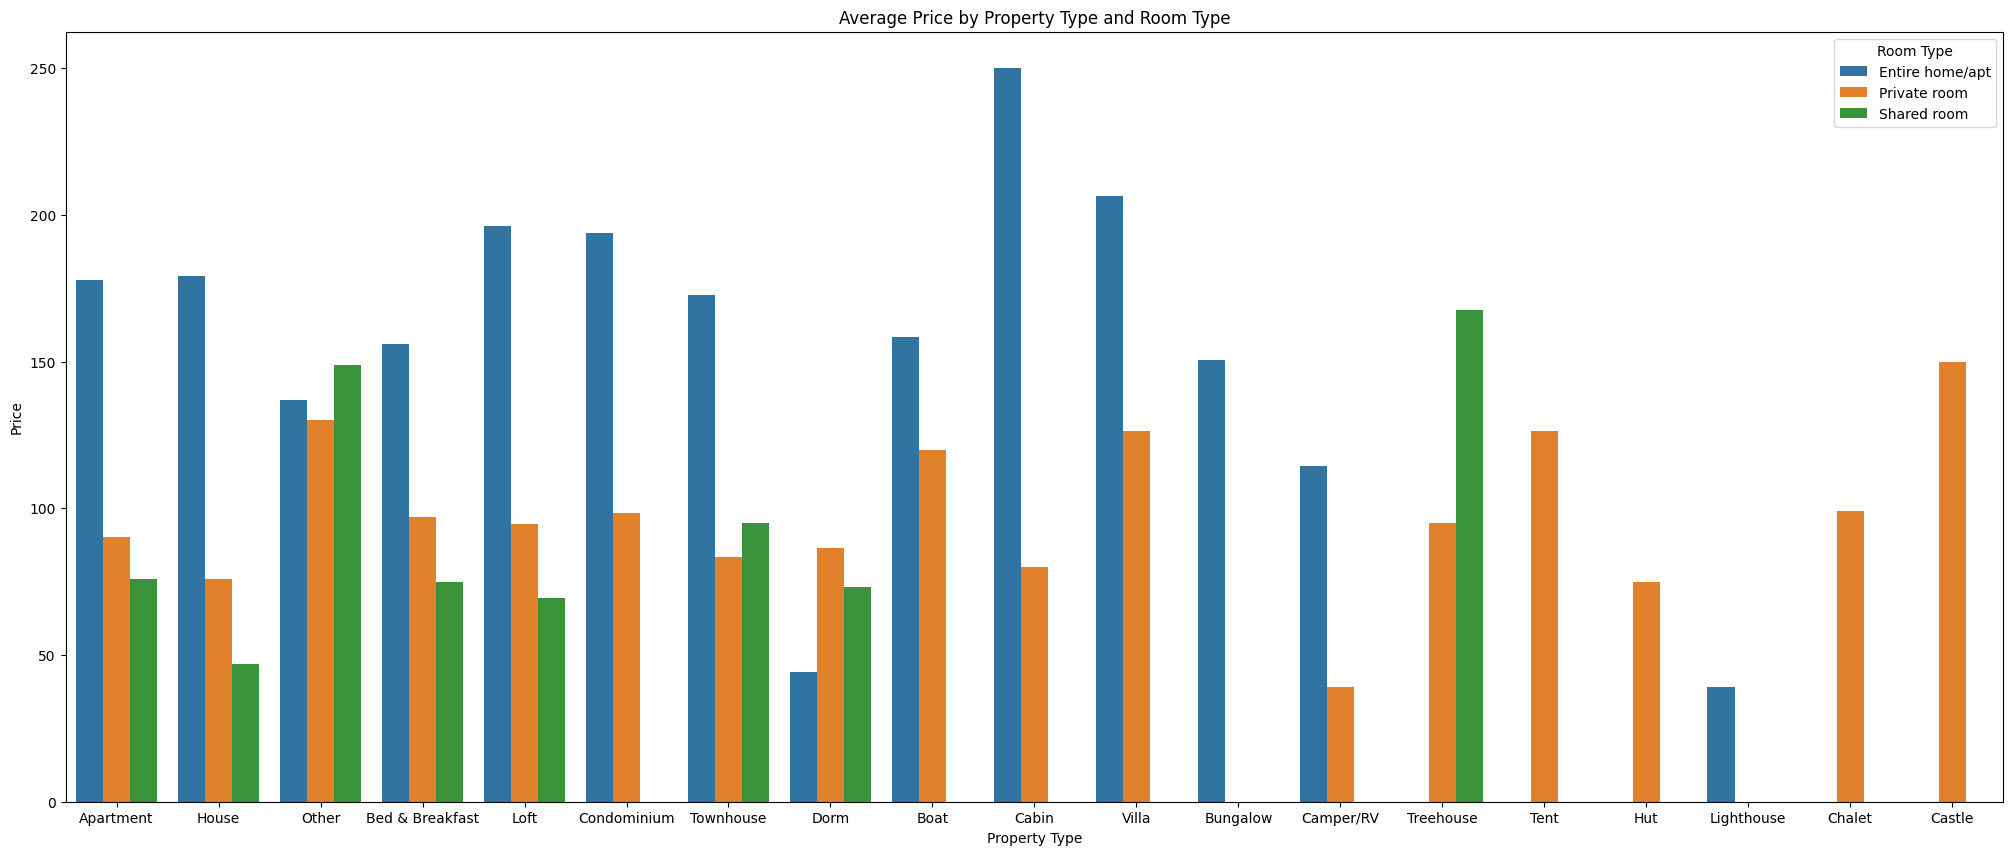 Average Price by Property Type and Room Type
Room Type
Entire home/apt
Private room
Shared room
Price
250
200
150
100
50
0
Apartment House Other Bed & Breakfast Loft Condominium Townhouse Dorm Boat Cabin Villa Bungalow Camper/RV Treehouse Tent Hut Lighthouse Chalet Castle
Property Type